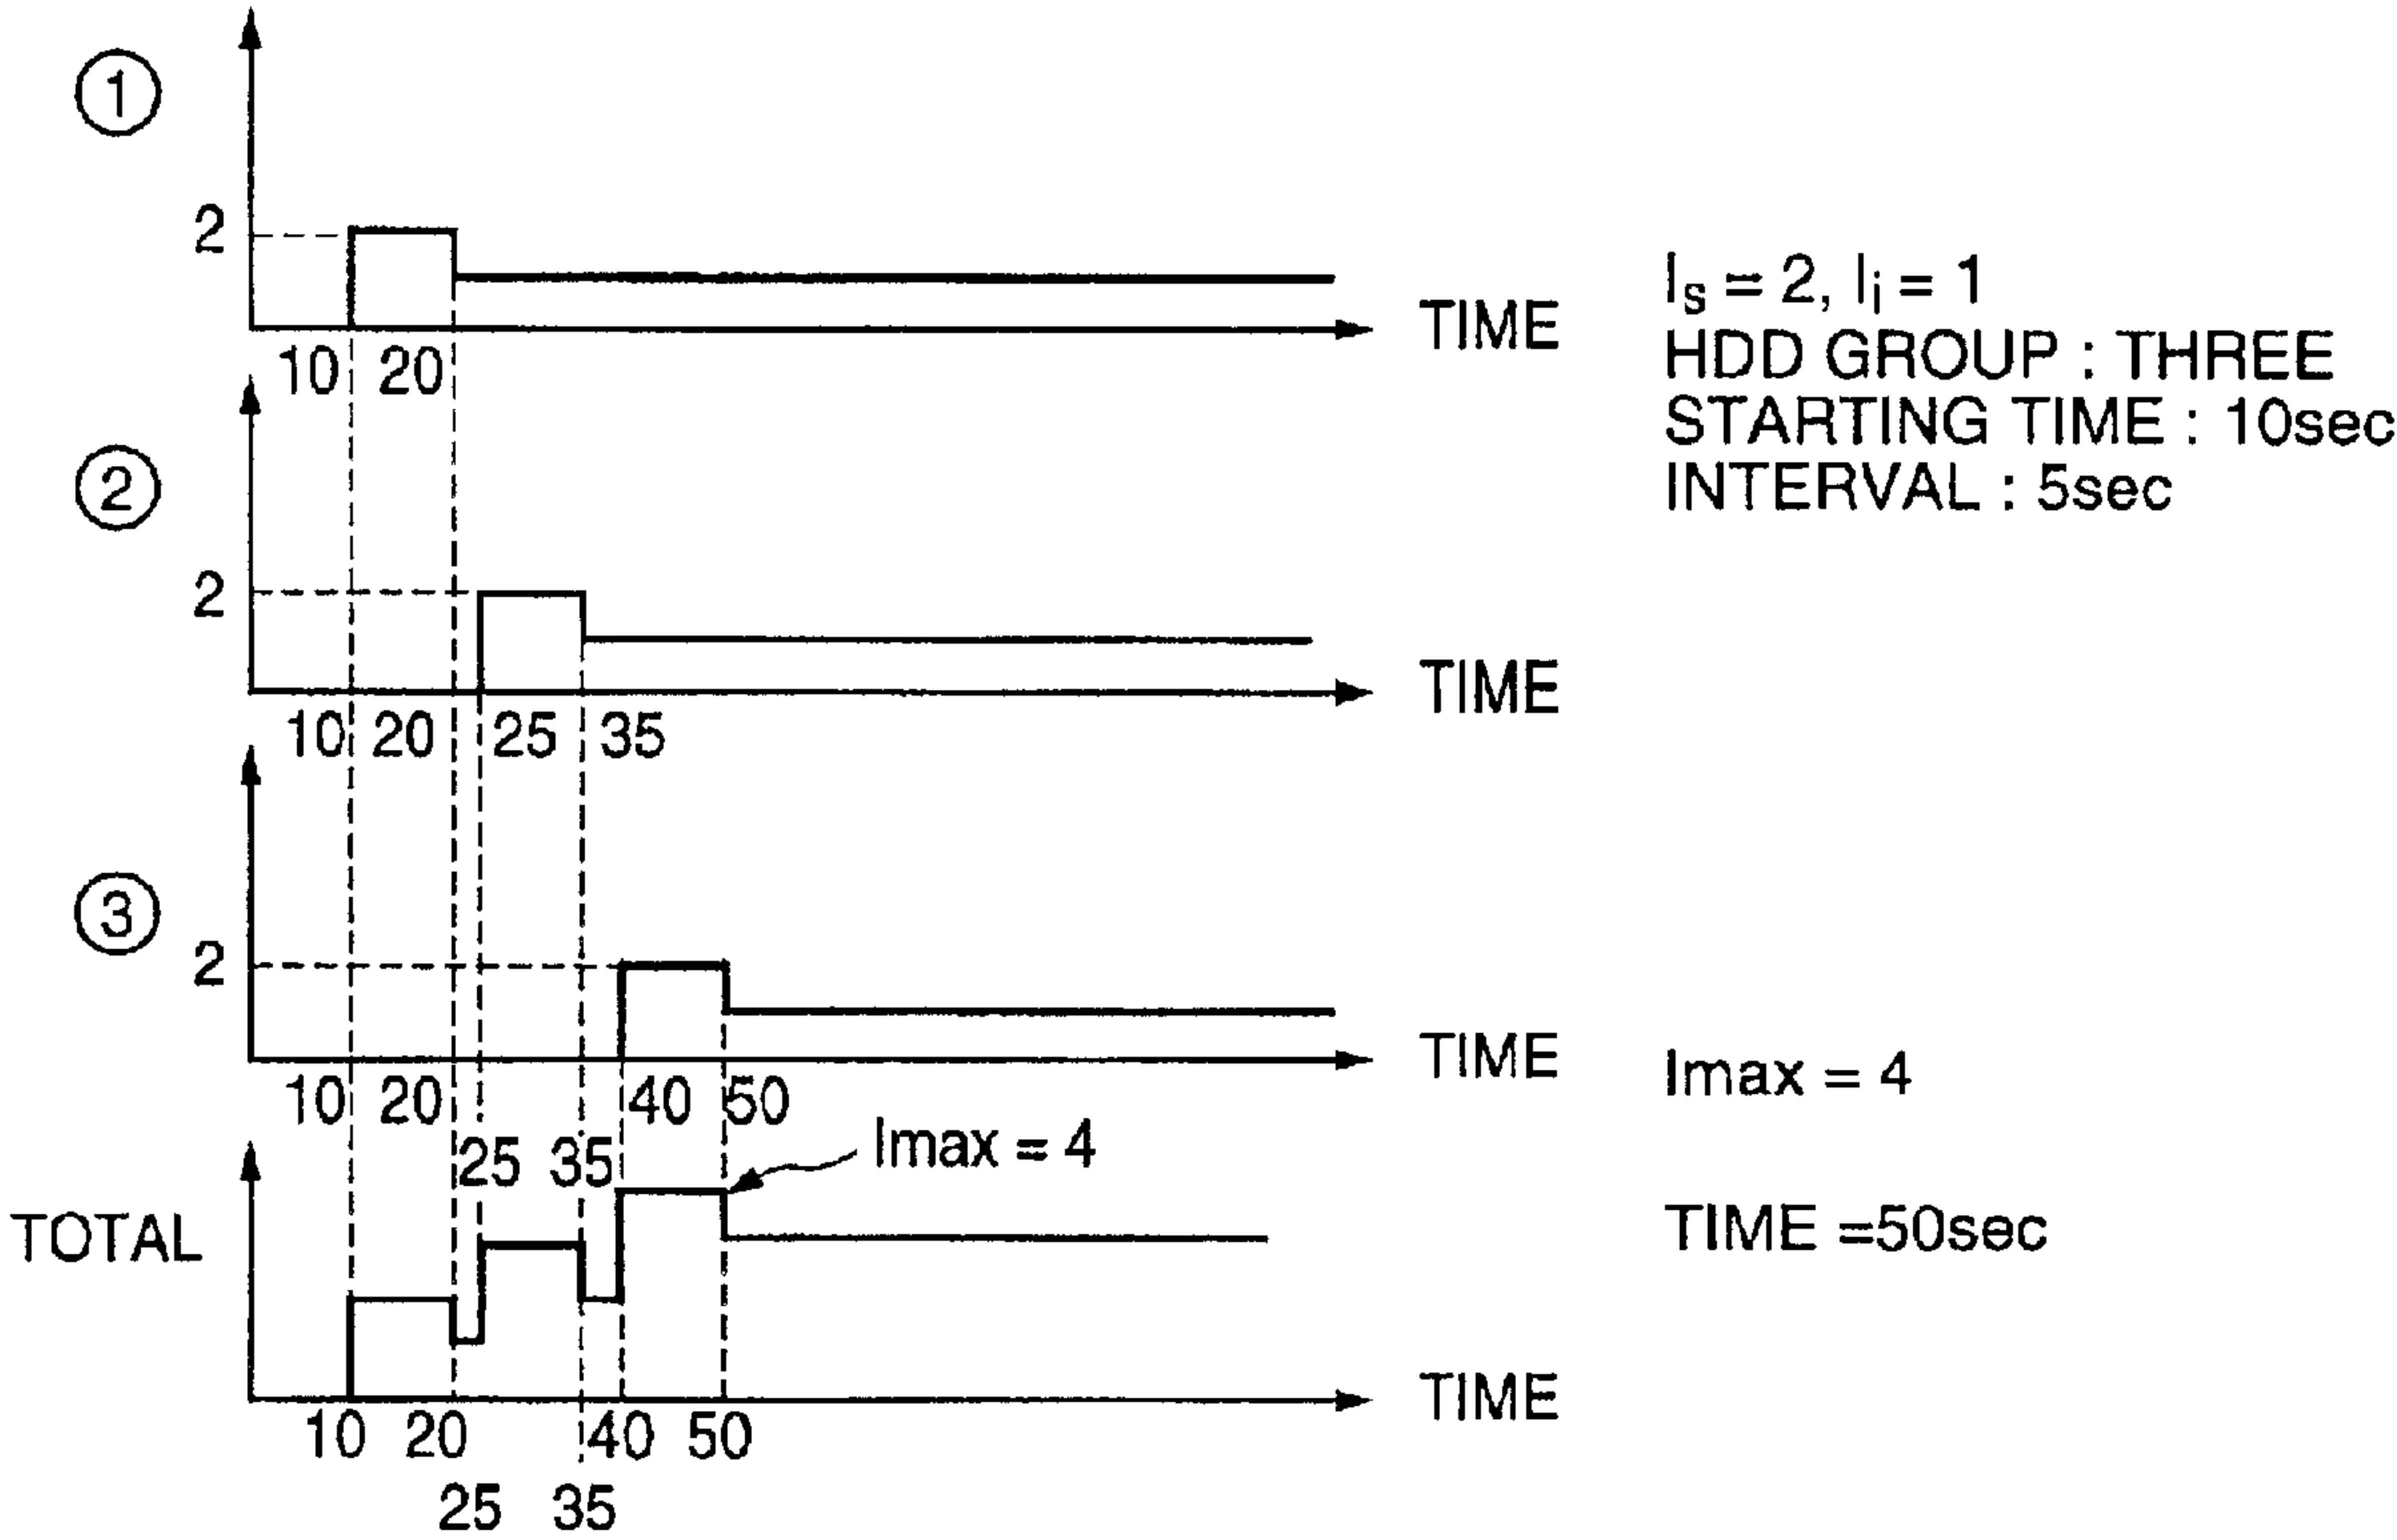 ①
2
TIME
10 20
I_s = 2, I_i = 1
HDD GROUP : THREE
STARTING TIME : 10sec
INTERVAL : 5sec
②
2
TIME
10 20 25 35
③
2
TIME
10 20 40 50
25 35
Imax = 4
Imax = 4
TOTAL
TIME =50sec
TIME
10 20 40 50
25 35